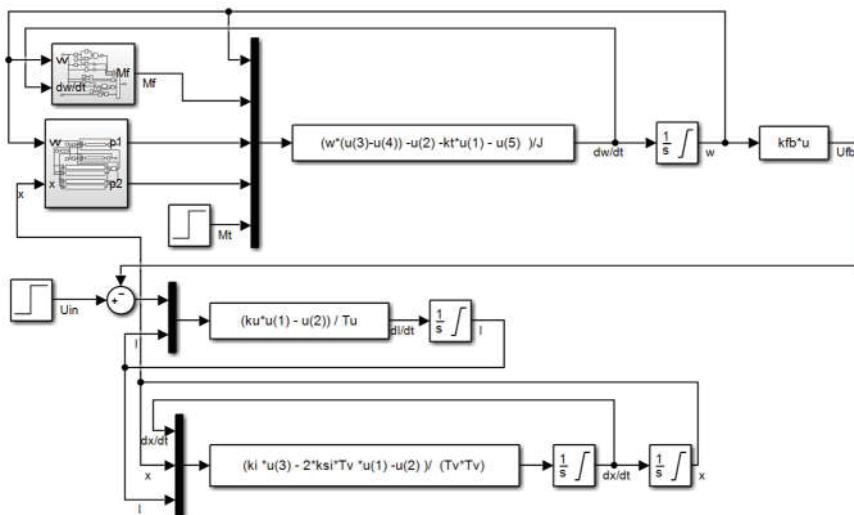 w
dw/dt
Mf
Mf
w
x
p1
p2
x
Mt
(w*(u(3)-u(4)) -u(2) -kt*u(1) - u(5) )/J
dw/dt
1
s
w
kfb*u
Ufb
Uin
+
−
I
(ku*u(1) - u(2)) / Tu
dI/dt
1
s
I
dx/dt
x
I
(ki *u(3) - 2*ksi*Tv *u(1) -u(2) )/ (Tv*Tv)
1
s
dx/dt
1
s
x